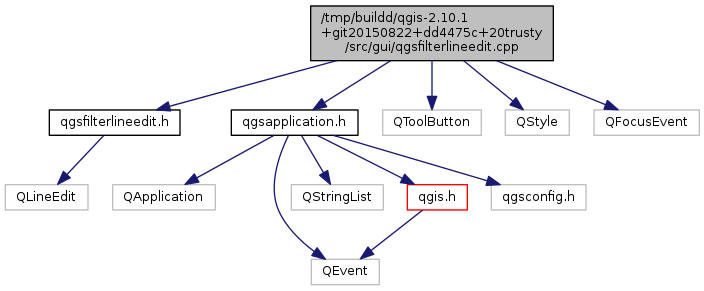 /tmp/buildd/qgis-2.10.1
+git20150822+dd4475c+20trusty
/src/gui/qgsfilterlineedit.cpp
qgsfilterlineedit.h
qgsapplication.h
QToolButton
QStyle
QFocusEvent
QLineEdit
QApplication
QStringList
qgis.h
qgsconfig.h
QEvent